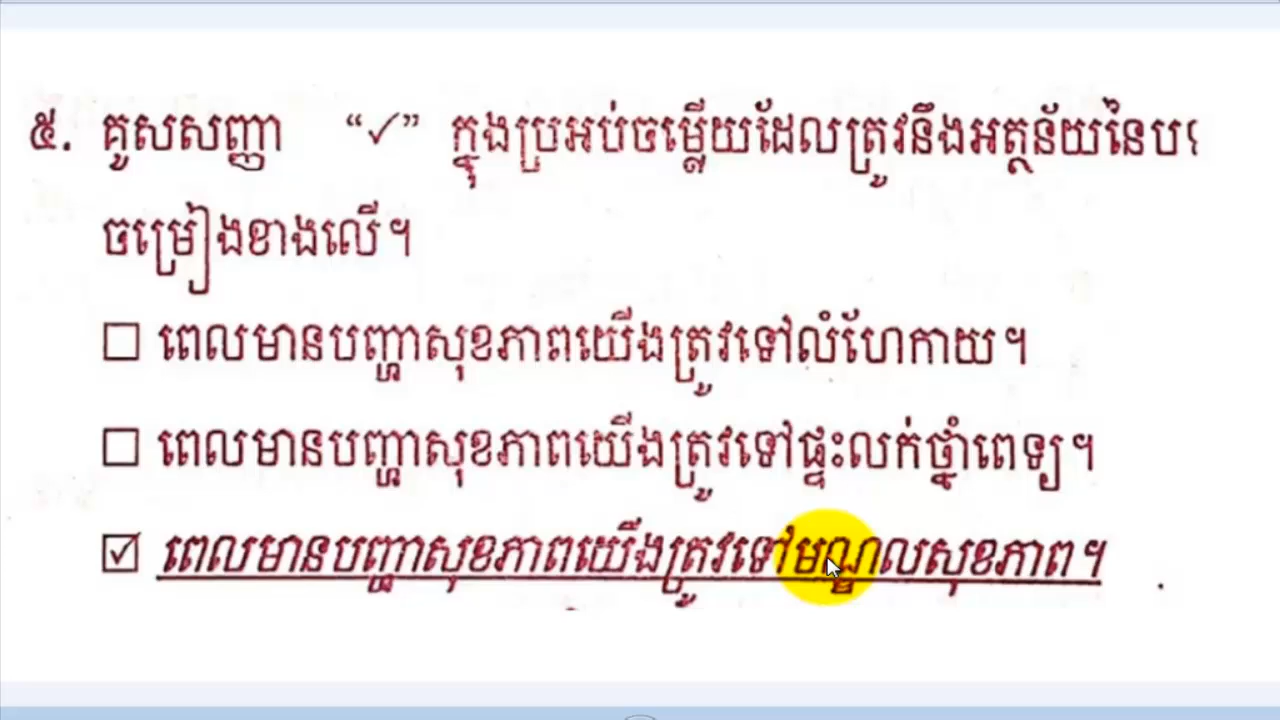 ៥. គូសសញ្ញា "✓" ក្នុងប្រអប់ចម្លើយដែលត្រូវនឹងអត្ថន័យនៃប
ចម្រៀងខាងលើ។
☐ ពេលមានបញ្ហាសុខភាពយើងត្រូវទៅលំហែកាយ។
☐ ពេលមានបញ្ហាសុខភាពយើងត្រូវទៅផ្ទះលក់ថ្នាំពេទ្យ។
☑ ពេលមានបញ្ហាសុខភាពយើងត្រូវទៅមណ្ឌលសុខភាព។